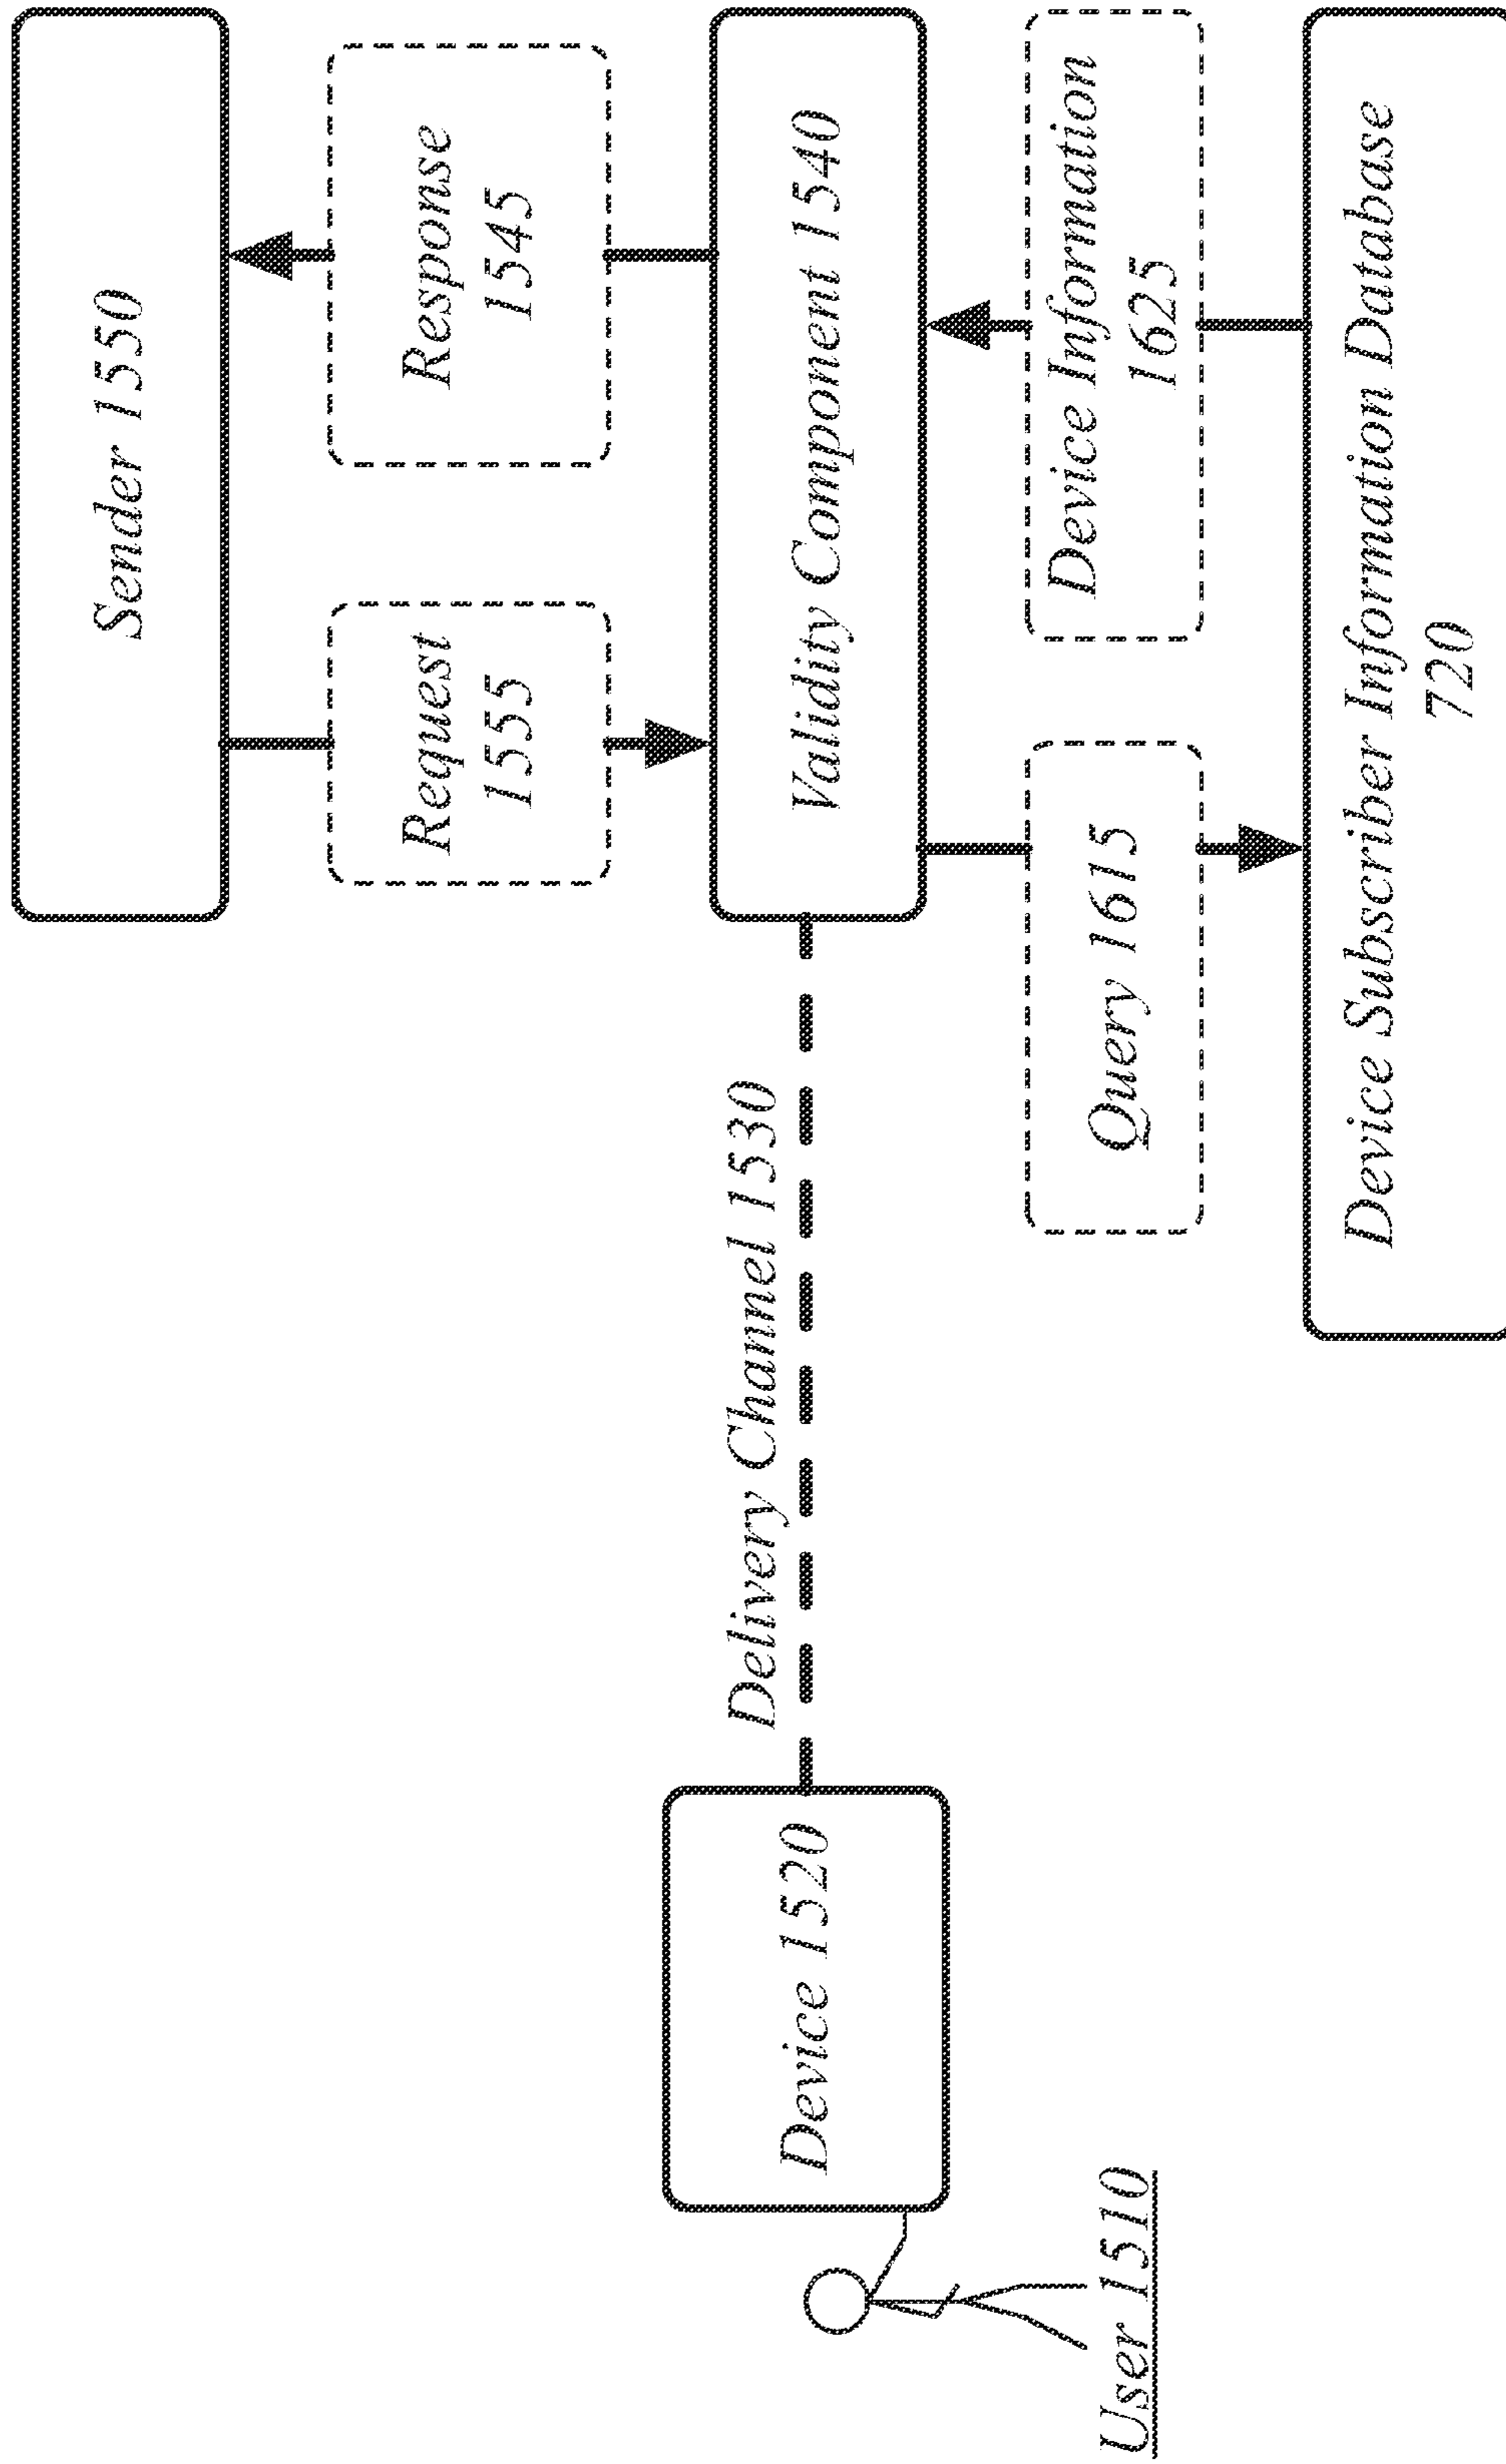 Sender 1550
Request
1555
Response
1545
Delivery Channel 1530
Validity Component 1540
Device 1520
User 1510
Query 1615
Device Information
1625
Device Subscriber Information Database
720